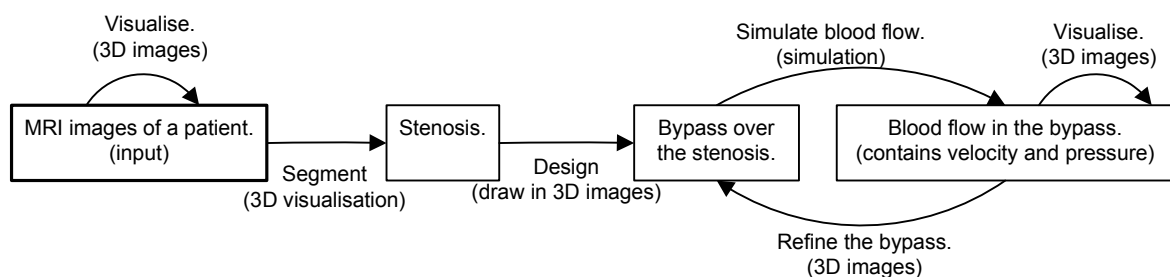 Visualise.
(3D images)
MRI images of a patient.
(input)
Segment
(3D visualisation)
Stenosis.
Design
(draw in 3D images)
Bypass over
the stenosis.
Simulate blood flow.
(simulation)
Visualise.
(3D images)
Blood flow in the bypass.
(contains velocity and pressure)
Refine the bypass.
(3D images)